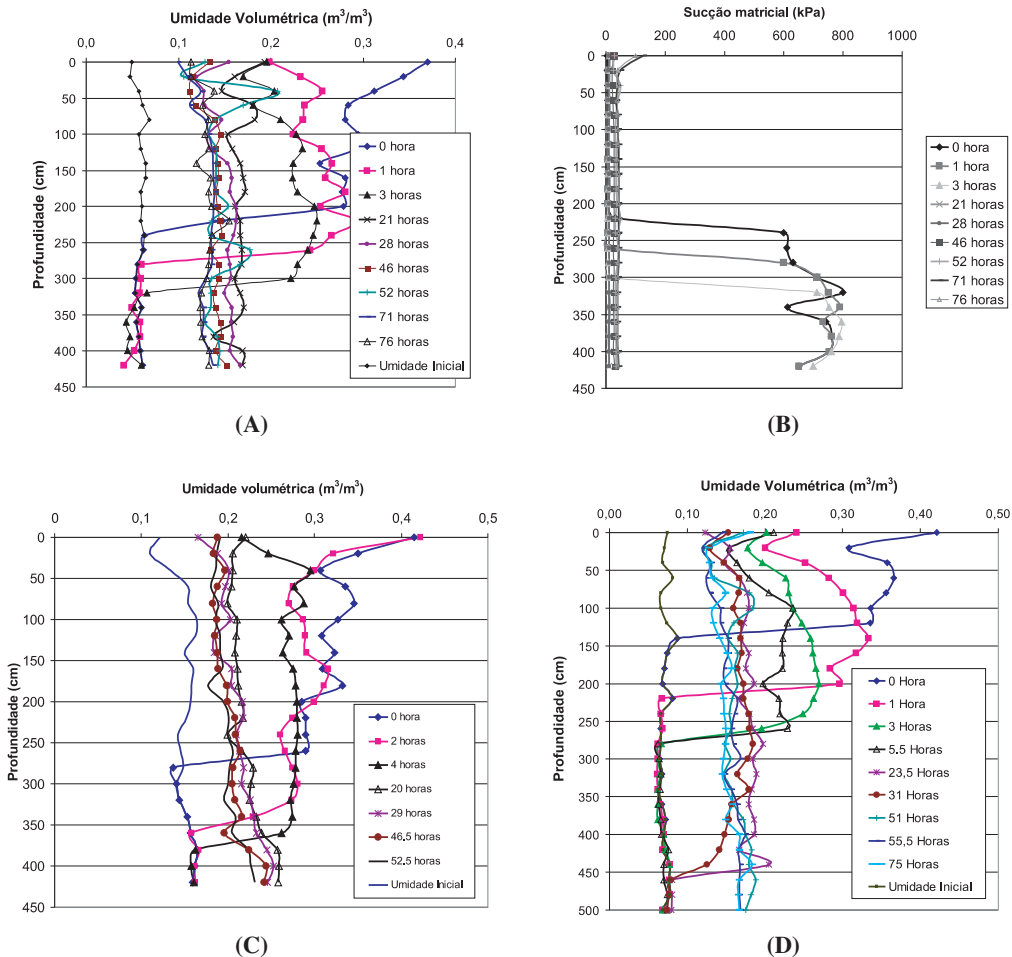 Umidade Volumétrica (m³/m³)
0,0 0,1 0,2 0,3 0,4
0
50
100
150
200
250
300
350
400
450
Profundidade (cm)
0 hora
1 hora
3 horas
21 horas
28 horas
46 horas
52 horas
71 horas
76 horas
Umidade Inicial
(A)
Sucção matricial (kPa)
0 200 400 600 800 1000
0
50
100
150
200
250
300
350
400
450
Profundidade (cm)
0 hora
1 hora
3 horas
21 horas
28 horas
46 horas
52 horas
71 horas
76 horas
(B)
Umidade volumétrica (m³/m³)
0 0,1 0,2 0,3 0,4 0,5
0
50
100
150
200
250
300
350
400
450
Profundidade (cm)
0 hora
2 horas
4 horas
20 horas
29 horas
46,5 horas
52,5 horas
Umidade Inicial
(C)
Umidade Volumétrica (m³/m³)
0,00 0,10 0,20 0,30 0,40 0,50
0
50
100
150
200
250
300
350
400
450
500
Profundidade (cm)
0 Hora
1 Hora
3 Horas
5,5 Horas
23,5 Horas
31 Horas
51 Horas
55,5 Horas
75 Horas
Umidade Inicial
(D)